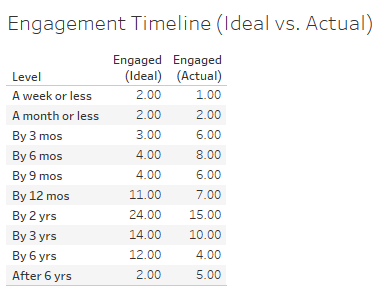 Engagement Timeline (Ideal vs. Actual)
Engaged Engaged
Level (Ideal) (Actual)
A week or less 2.00 1.00
A month or less 2.00 2.00
By 3 mos 3.00 6.00
By 6 mos 4.00 8.00
By 9 mos 4.00 6.00
By 12 mos 11.00 7.00
By 2 yrs 24.00 15.00
By 3 yrs 14.00 10.00
By 6 yrs 12.00 4.00
After 6 yrs 2.00 5.00